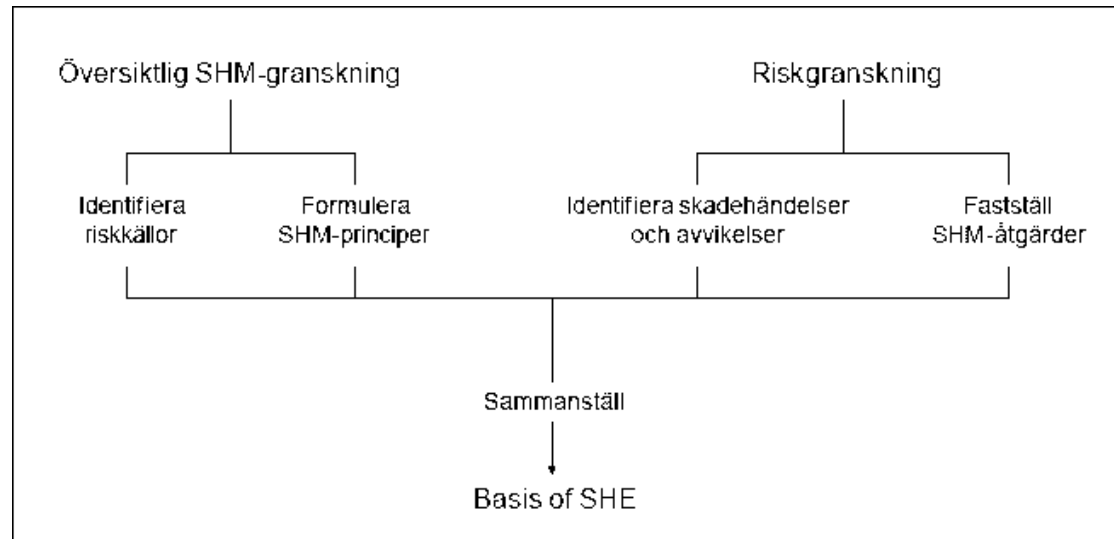 Översiktlig SHM-granskning
Riskgranskning
Identifiera
riskkällor
Formulera
SHM-principer
Identifiera skadehändelser
och avvikelser
Fastställ
SHM-åtgärder
Sammanställ
Basis of SHE